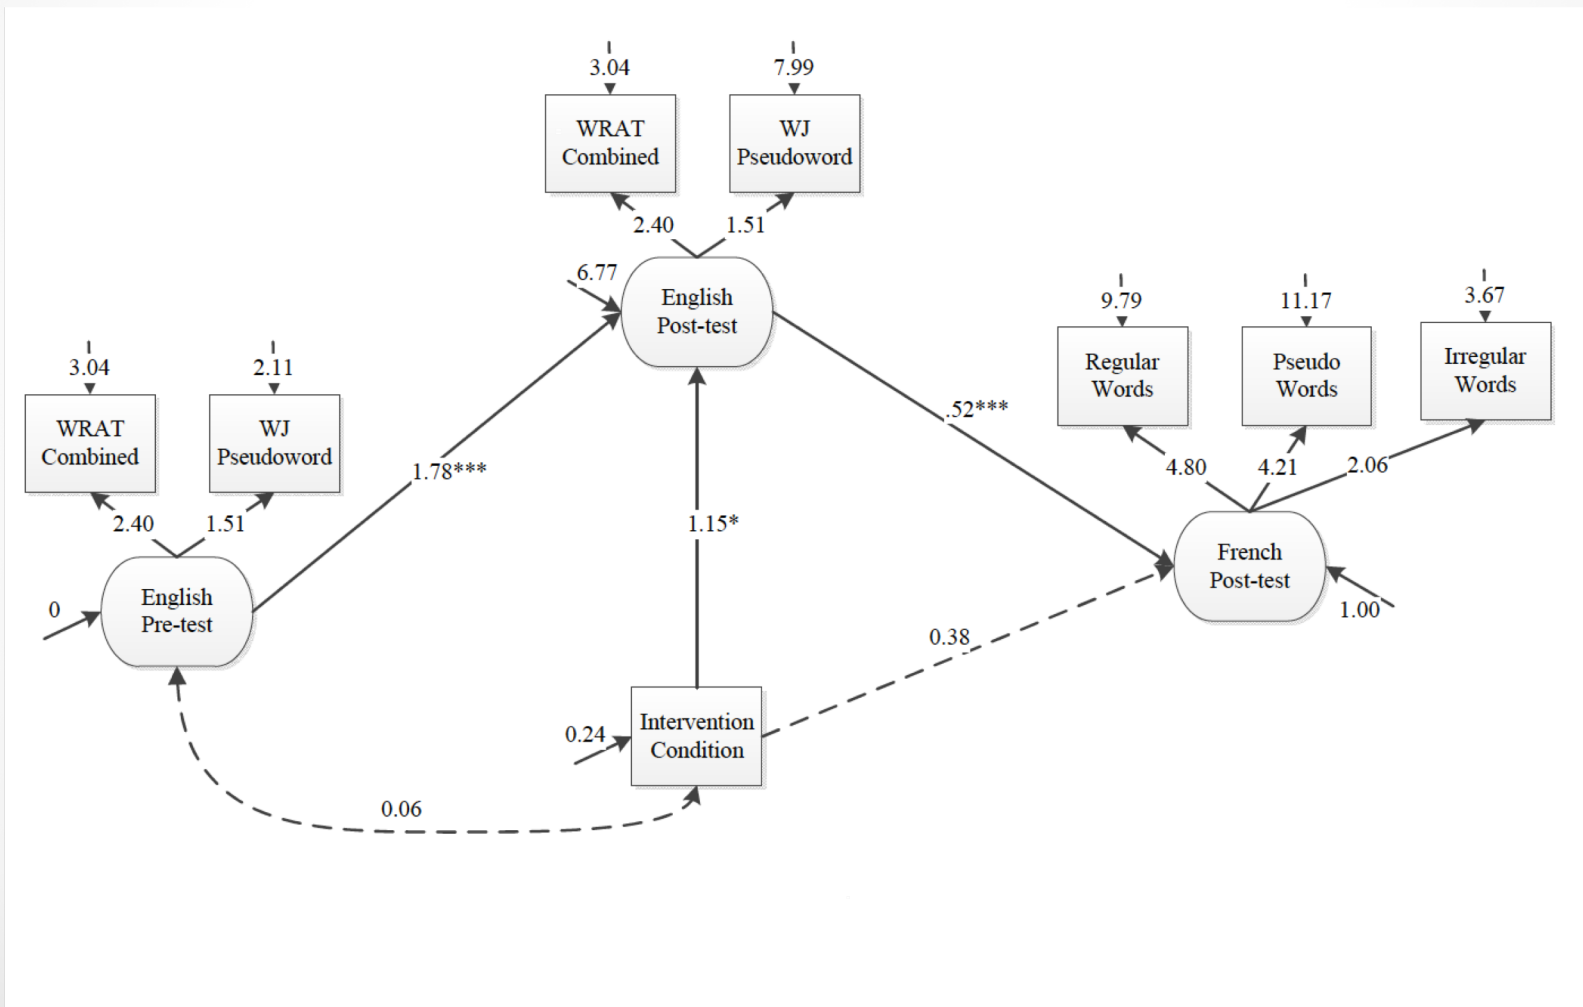 3.04
7.99
WRAT
Combined
WJ
Pseudoword
2.40
1.51
6.77
English
Post-test
9.79
11.17
3.67
Regular
Words
Pseudo
Words
Irregular
Words
3.04
2.11
WRAT
Combined
WJ
Pseudoword
.52***
1.78***
4.80
4.21
2.06
2.40
1.51
1.15*
French
Post-test
English
Pre-test
0
1.00
0.38
Intervention
Condition
0.24
0.06